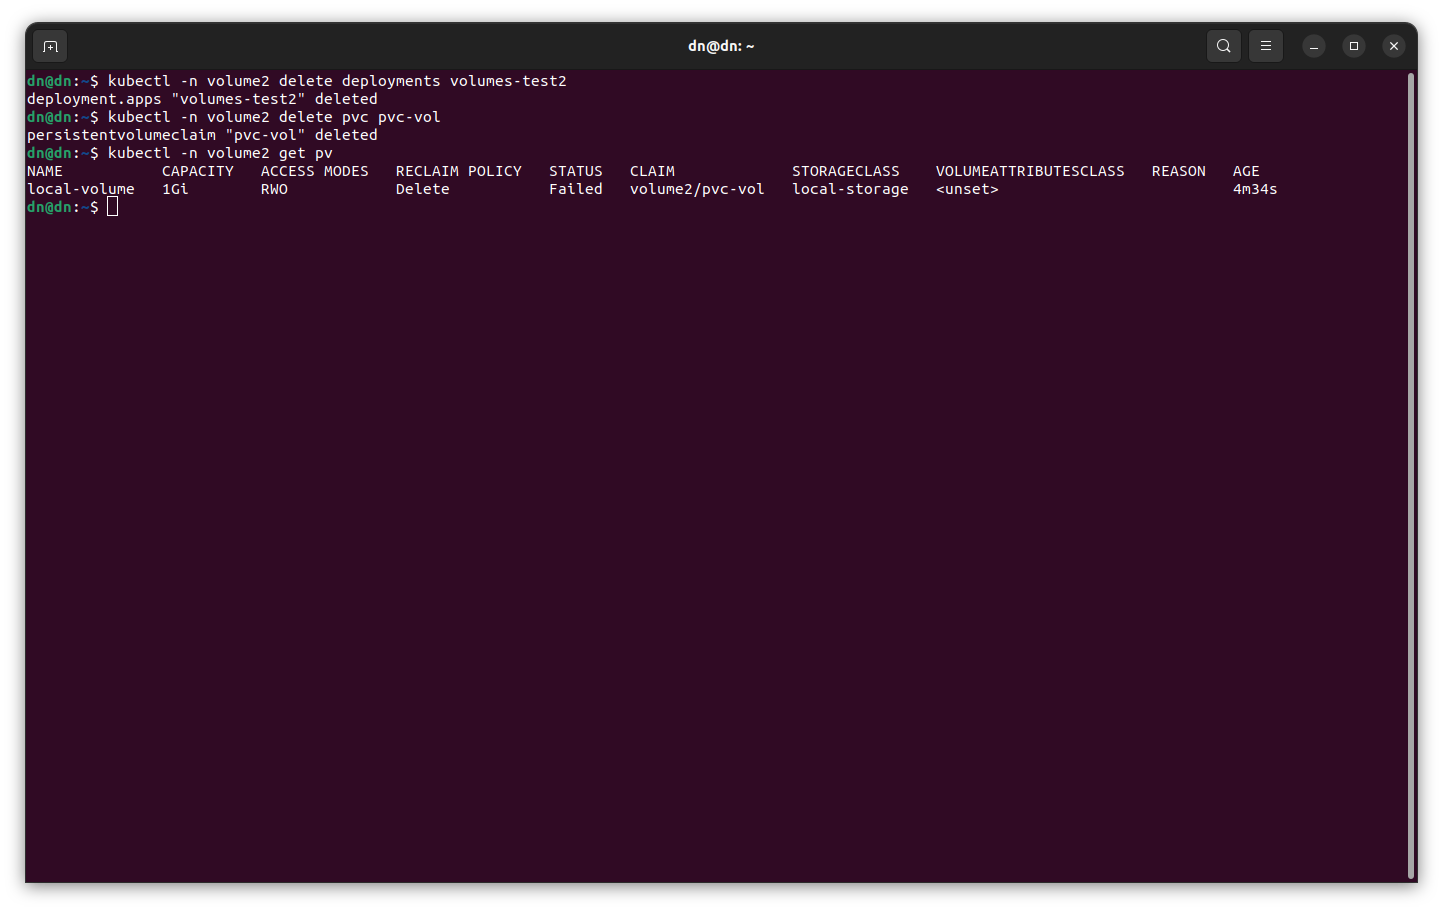 dn@dn: ~
dn@dn:~$ kubectl -n volume2 delete deployments volumes-test2
deployment.apps "volumes-test2" deleted
dn@dn:~$ kubectl -n volume2 delete pvc pvc-vol
persistentvolumeclaim "pvc-vol" deleted
dn@dn:~$ kubectl -n volume2 get pv
NAME           CAPACITY   ACCESS MODES   RECLAIM POLICY   STATUS   CLAIM             STORAGECLASS    VOLUMEATTRIBUTESCLASS   REASON   AGE
local-volume   1Gi        RWO            Delete           Failed   volume2/pvc-vol   local-storage   <unset>                          4m34s
dn@dn:~$